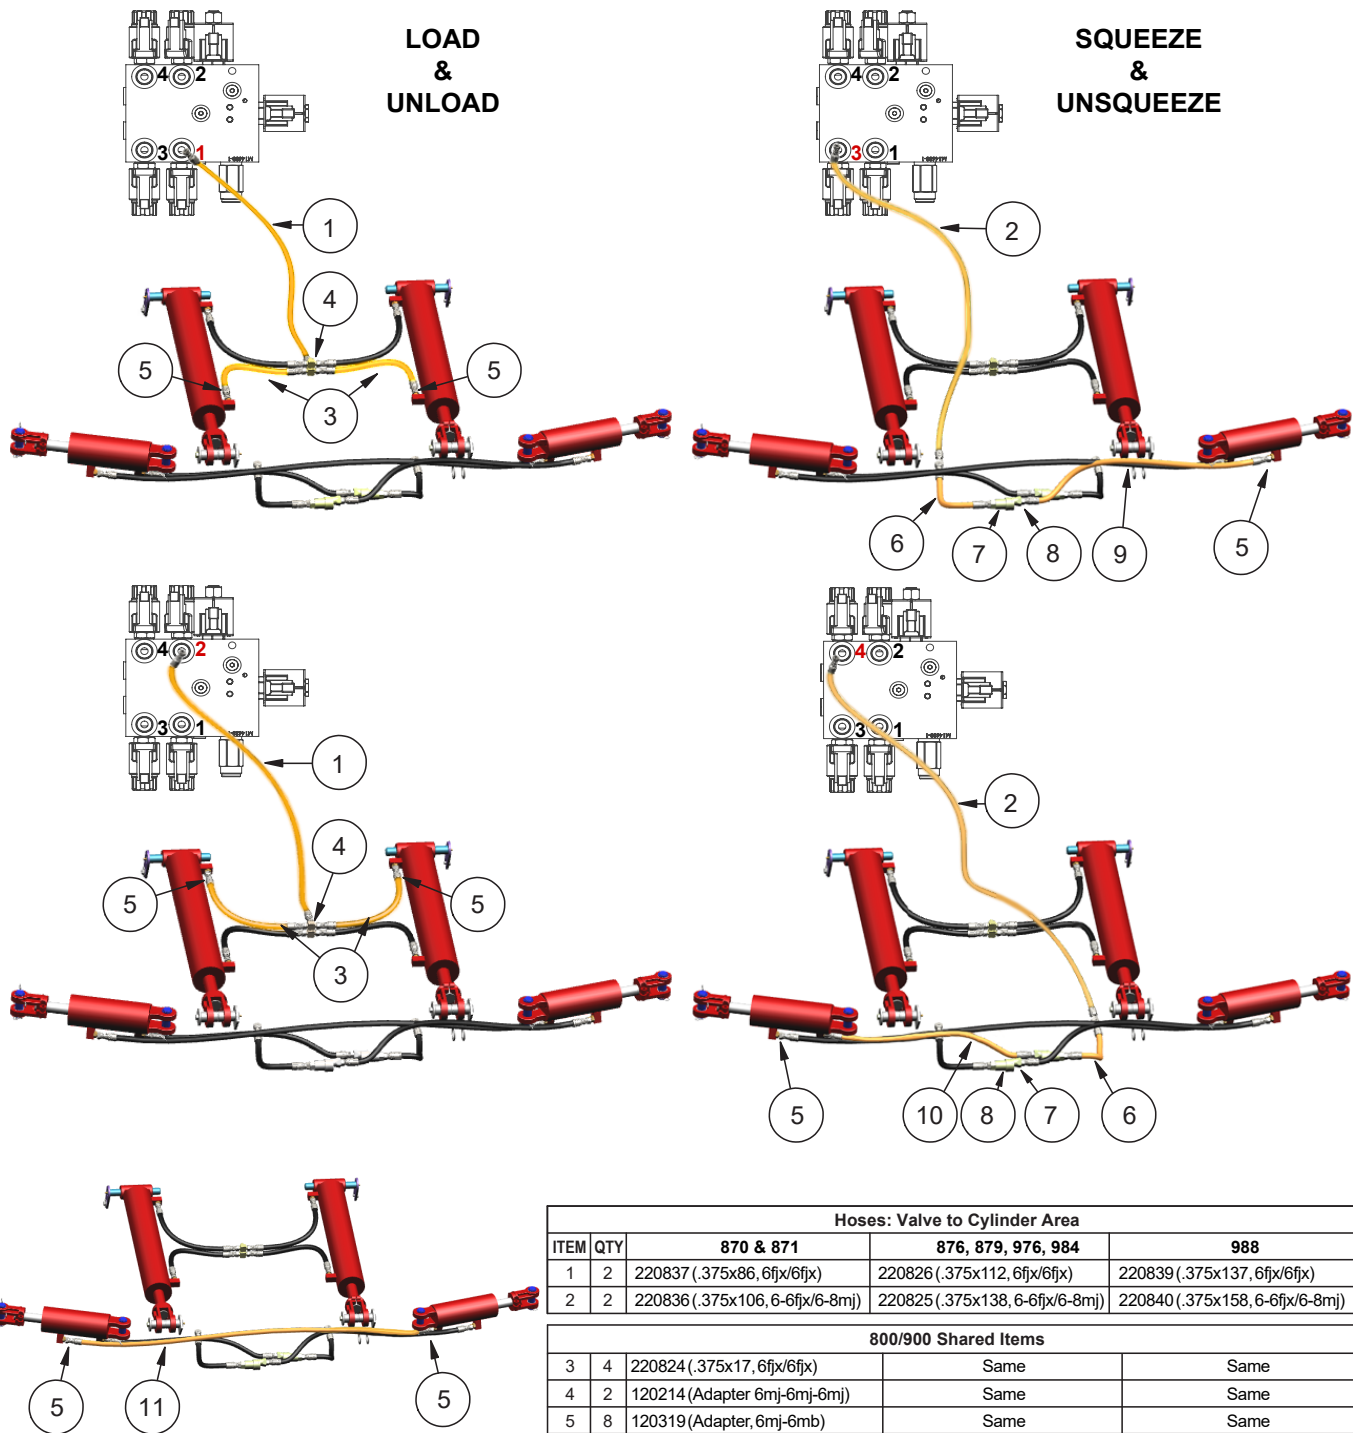 LOAD
&
UNLOAD
4 2
3 1
1
4
5
5
3
SQUEEZE
&
UNSQUEEZE
4 2
3 1
2
6
7
8
9
5
4 2
3 1
1
4
5
5
3
4 2
3 1
2
5
10
8
7
6
5
11
5
Hoses: Valve to Cylinder Area
ITEM QTY 870 & 871 876, 879, 976, 984 988
1 2 220837 (.375x86, 6fjx/6fjx) 220826 (.375x112, 6fjx/6fjx) 220839 (.375x137, 6fjx/6fjx)
2 2 220836 (.375x106, 6-6fjx/6-8mj) 220825 (.375x138, 6-6fjx/6-8mj) 220840 (.375x158, 6-6fjx/6-8mj)
800/900 Shared Items
3 4 220824 (.375x17, 6fjx/6fjx) Same Same
4 2 120214 (Adapter 6mj-6mj-6mj) Same Same
5 8 120319 (Adapter, 6mj-6mb) Same Same